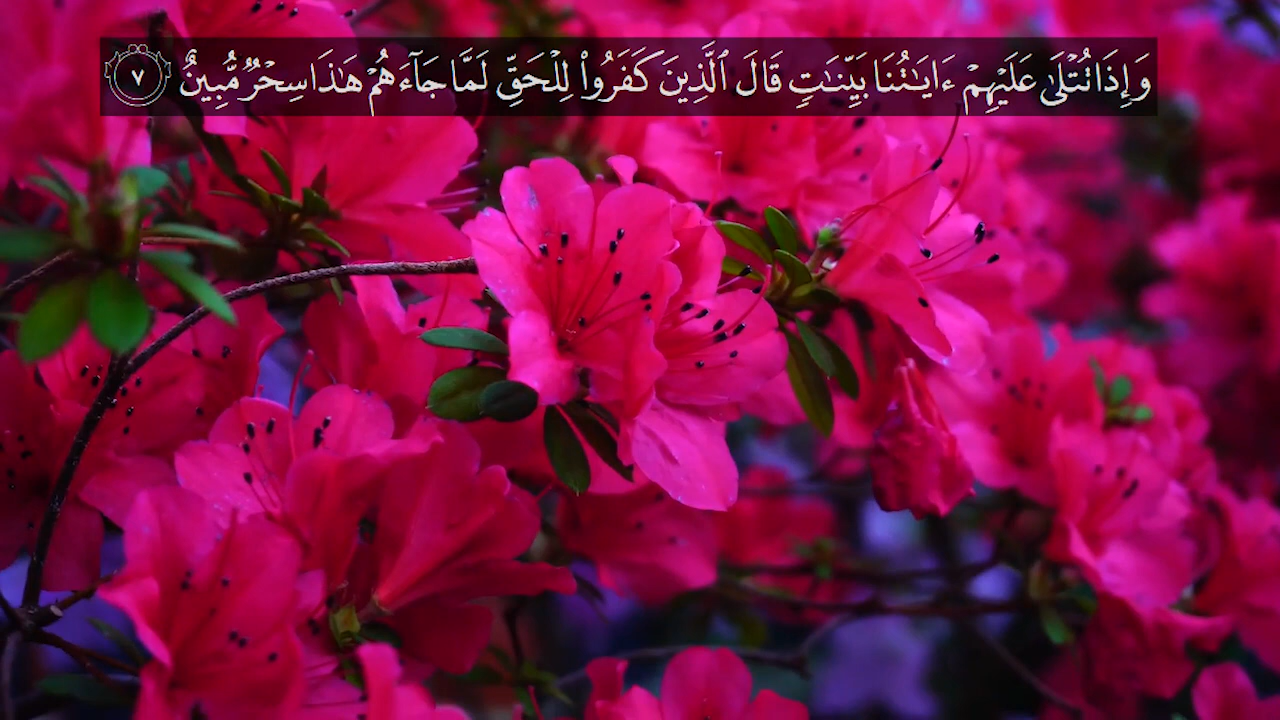 وَإِذَا تُتْلَىٰ عَلَيْهِمْ ءَايَـٰتُنَا بَيِّنَـٰتٍ قَالَ ٱلَّذِينَ كَفَرُوا۟ لِلْحَقِّ لَمَّا جَآءَهُمْ هَـٰذَا سِحْرٌ مُّبِينٌ ٧